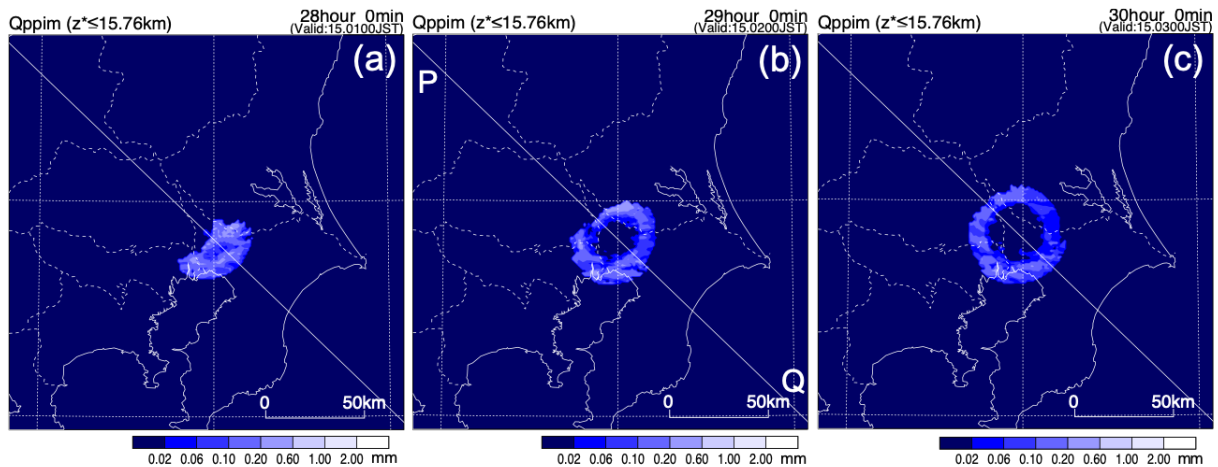 Qppim (z*≤15.76km) 28hour 0min
(Valid:15.0100JST)
(a)
0 50km
0.02 0.06 0.10 0.20 0.60 1.00 2.00 mm
Qppim (z*≤15.76km) 29hour 0min
(Valid:15.0200JST)
(b)
P
Q
0 50km
0.02 0.06 0.10 0.20 0.60 1.00 2.00 mm
Qppim (z*≤15.76km) 30hour 0min
(Valid:15.0300JST)
(c)
0 50km
0.02 0.06 0.10 0.20 0.60 1.00 2.00 mm